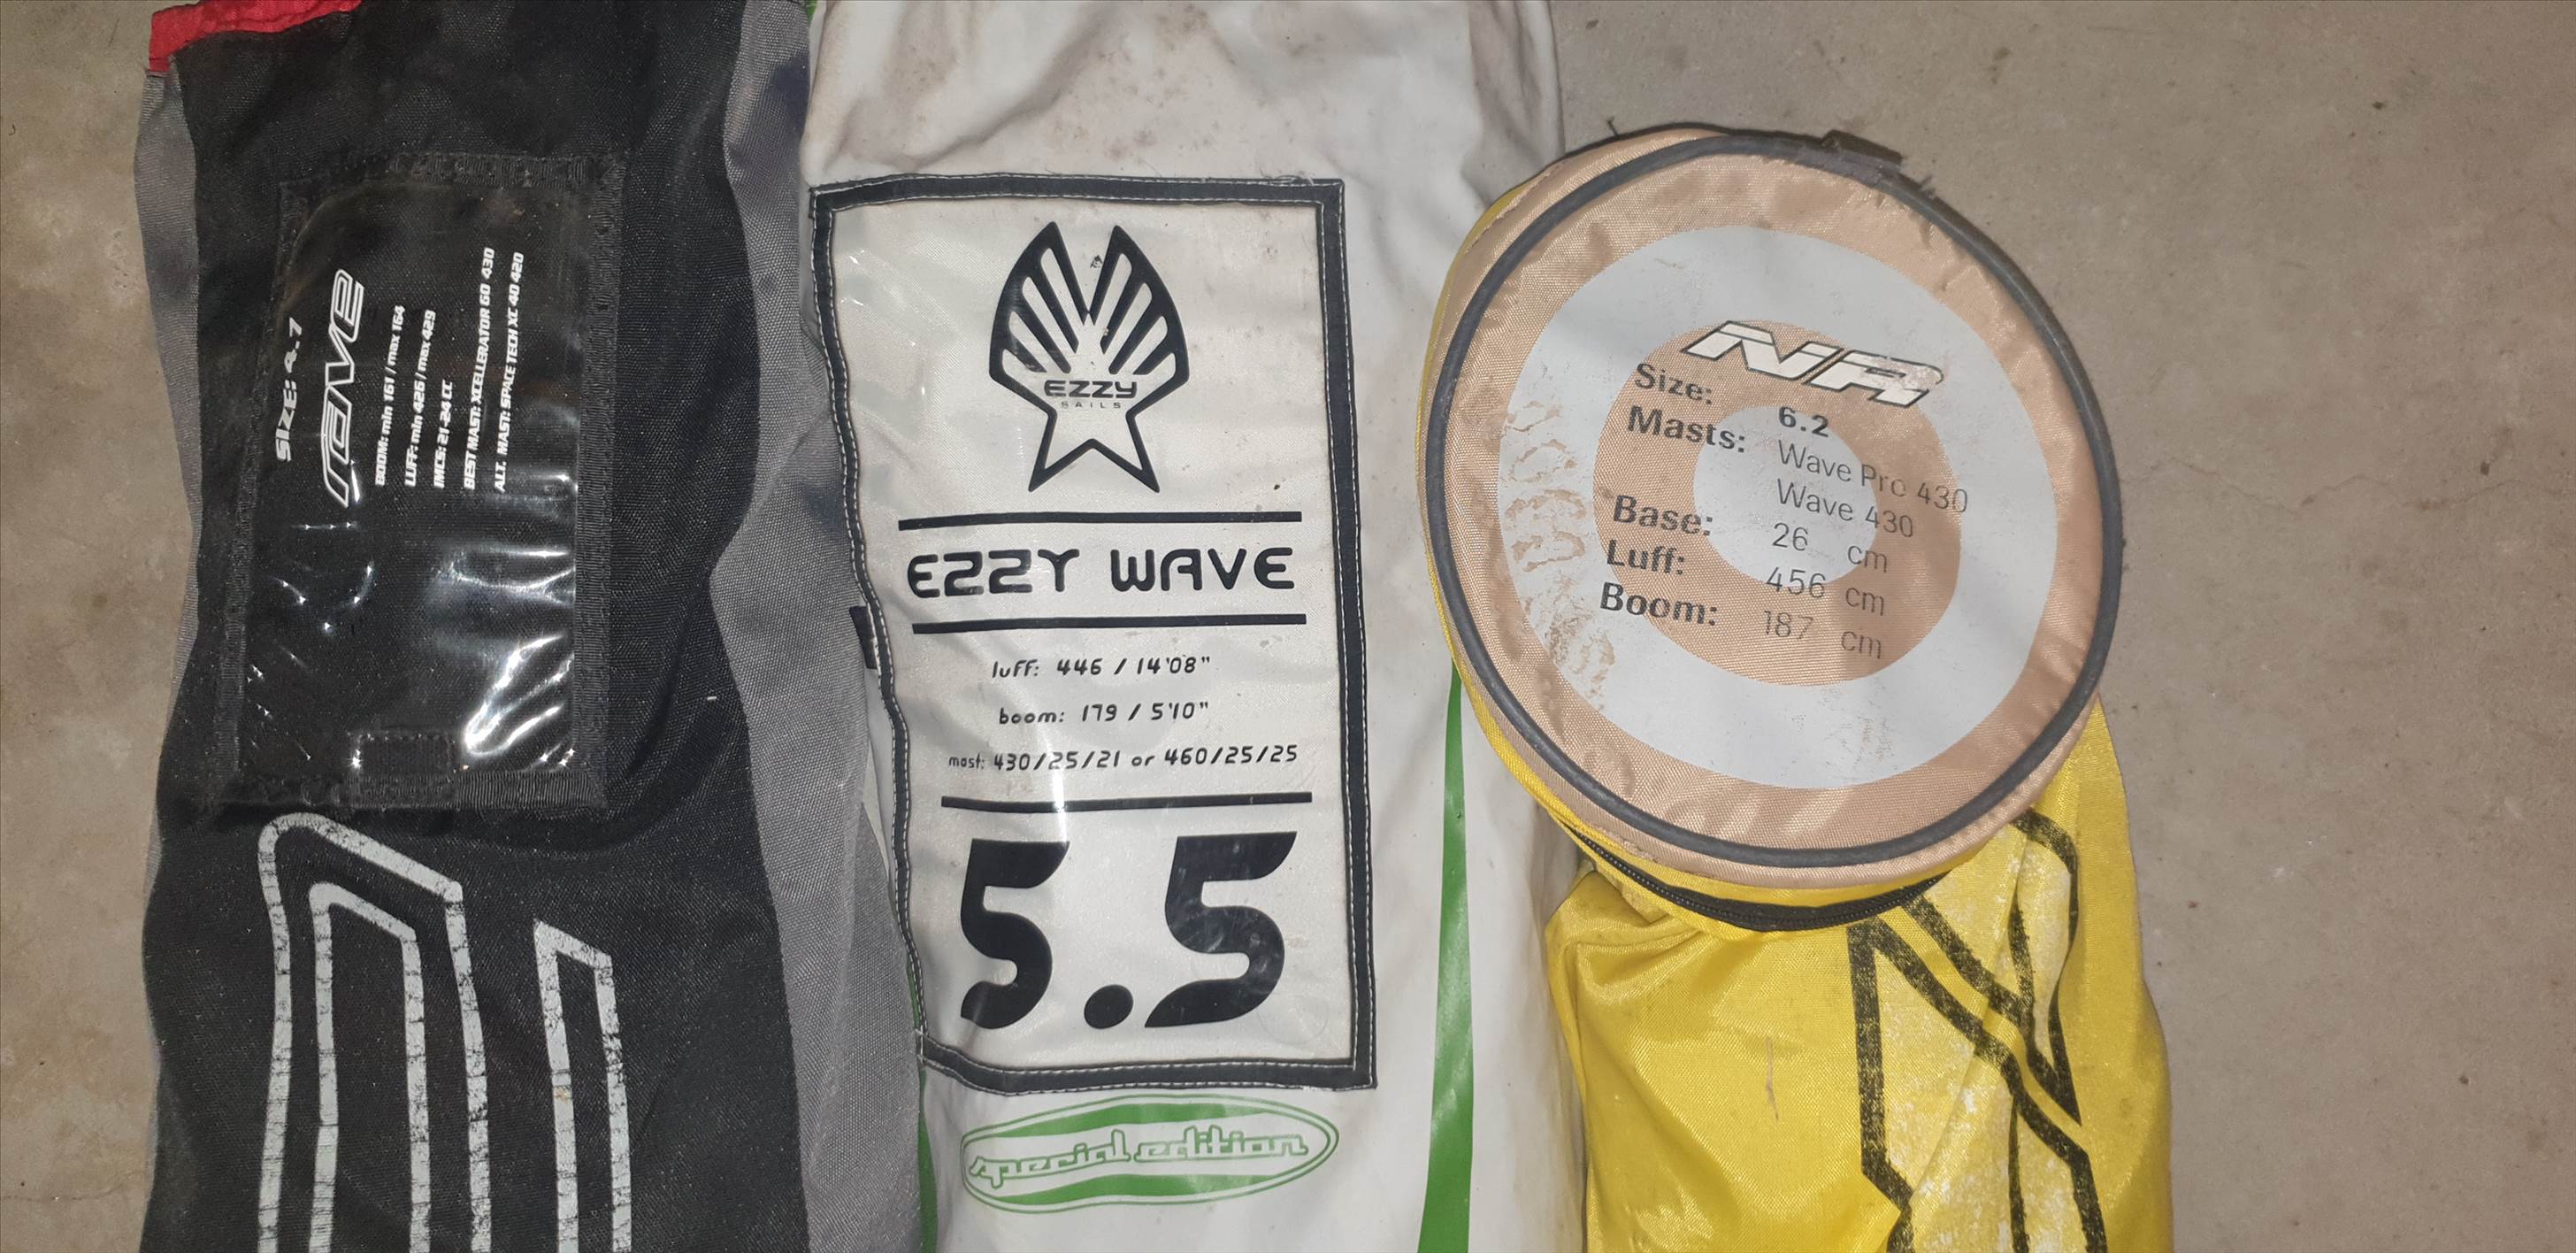 SIZE: 4.7
rave
BOOM: min 161 / max 164
LUFF: min 426 / max 429
IMCS: 21-24 CC
BEST MAST: XCELLERATOR 60 430
ALT. MAST: SPACE TECH XC 40 420
EZZY
SAILS
EZZY WAVE
luff: 446 / 14'08"
boom: 179 / 5'10"
mast: 430/25/21 or 460/25/25
5.5
special edition
NR
Size: 6.2
Masts: Wave Pro 430
Wave 430
Base: 26 cm
Luff: 456 cm
Boom: 187 cm